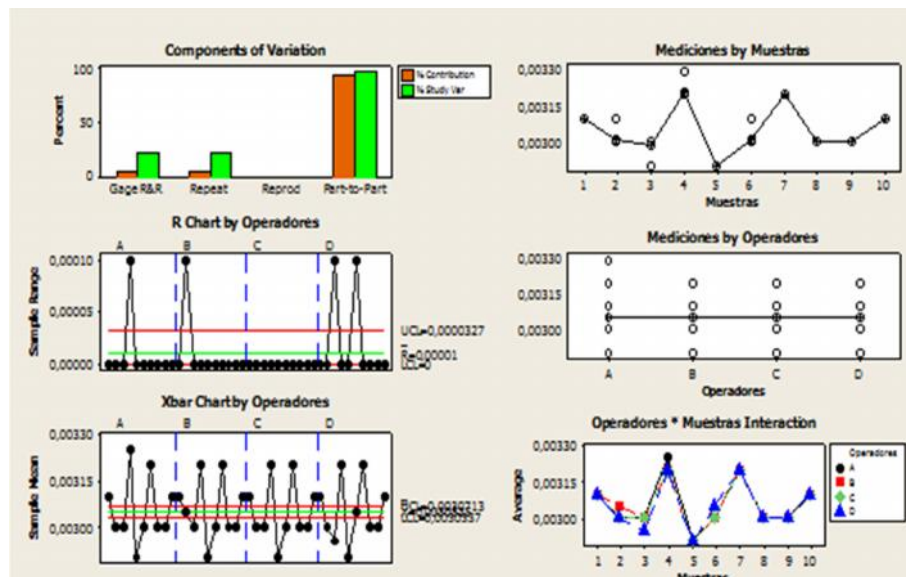 Components of Variation
Percent
100
50
0
Gage R&R Repeat Reprod Part-to-Part
% Contribution
% Study Var
Mediciones by Muestras
0,00330
0,00315
0,00300
1 2 3 4 5 6 7 8 9 10
Muestras
R Chart by Operadores
A B C D
Sample Range
0,00010
0,00005
0,00000
UCL=0,0000327
R=0,00001
LCL=0
Mediciones by Operadores
0,00330
0,00315
0,00300
A B C D
Operadores
Xbar Chart by Operadores
A B C D
Sample Mean
0,00330
0,00315
0,00300
Operadores * Muestras Interaction
Average
0,00330
0,00315
0,00300
1 2 3 4 5 6 7 8 9 10
Muestras
Operadores
A
B
C
D